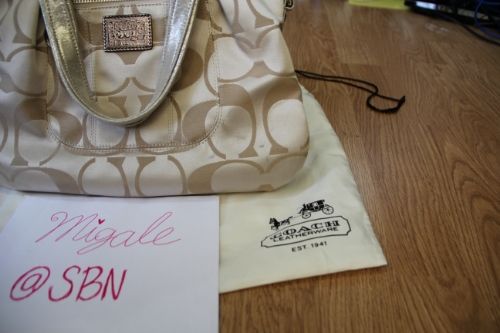 Migale
@SBN
COACH
LEATHERWARE
EST. 1941